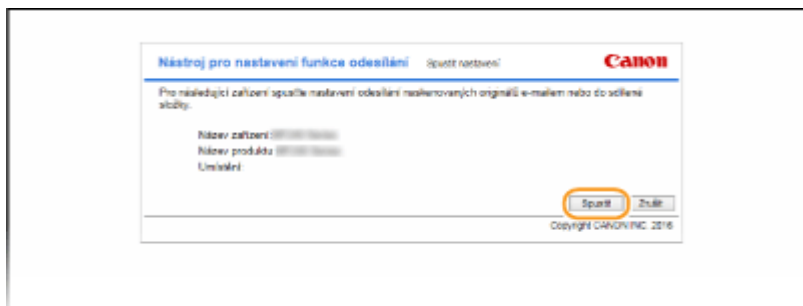 Nástroj pro nastavení funkce odesílání Spustit nastavení Canon
Pro následující zařízení spusťte nastavení odesílání naskenovaných originálů e-mailem nebo do sdílené
složky.
Název zařízení:
Název produktu
Umístění:
Spustit Zrušit
Copyright CANON INC. 2016